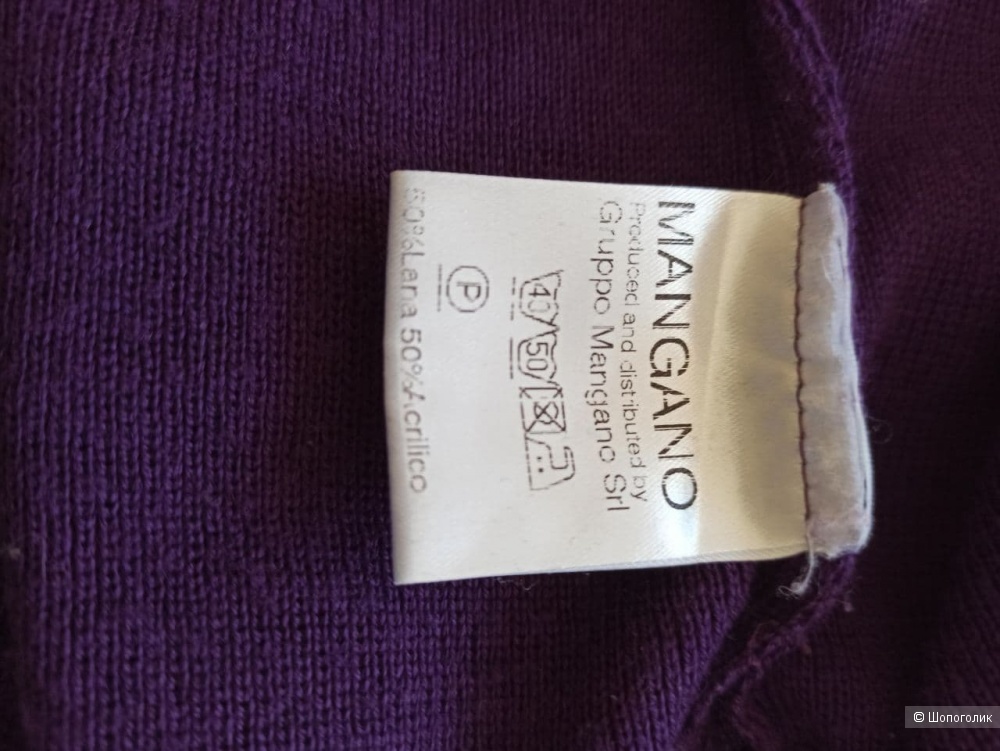 MANGANO
Produced and distributed by
Gruppo Mangano Srl
40 50
P
50%Lana 50%Acrilico
© Шопоголик